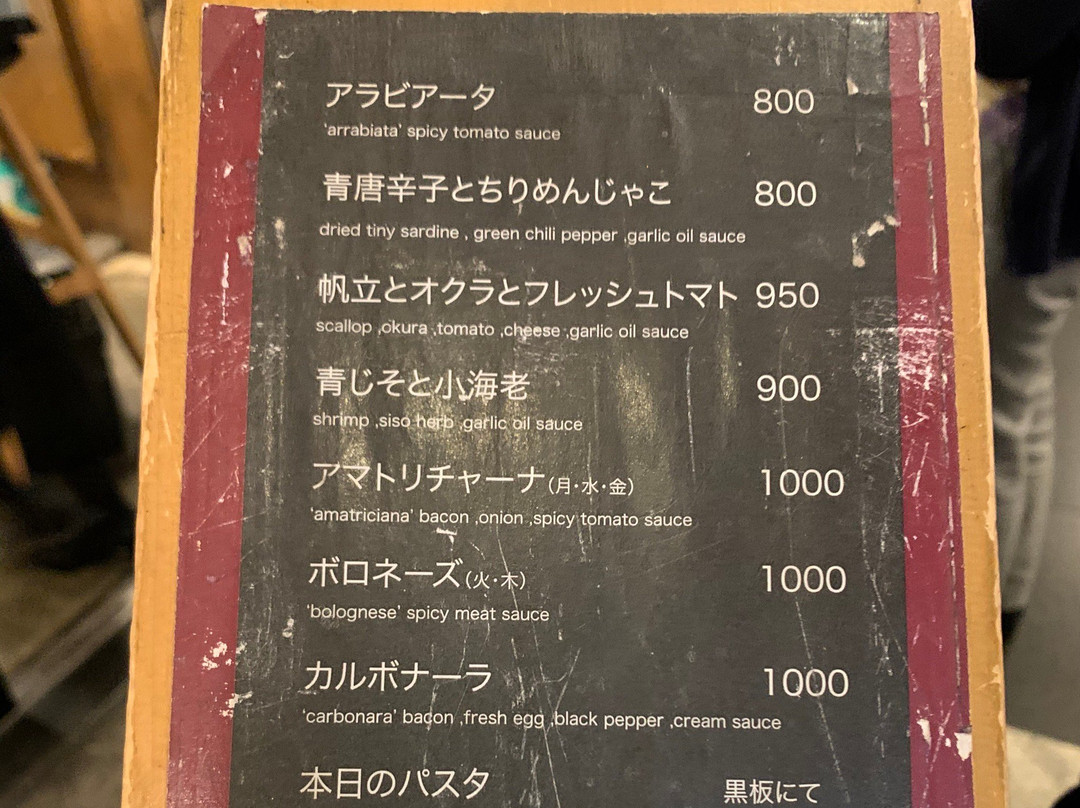 アラビアータ 800
'arrabiata' spicy tomato sauce
青唐辛子とちりめんじゃこ 800
dried tiny sardine , green chili pepper ,garlic oil sauce
帆立とオクラとフレッシュトマト 950
scallop ,okura ,tomato ,cheese ,garlic oil sauce
青じそと小海老 900
shrimp ,siso herb ,garlic oil sauce
アマトリチャーナ(月・水・金) 1000
'amatriciana' bacon ,onion ,spicy tomato sauce
ボロネーズ(火・木) 1000
'bolognese' spicy meat sauce
カルボナーラ 1000
'carbonara' bacon ,fresh egg ,black pepper ,cream sauce
本日のパスタ 黒板にて